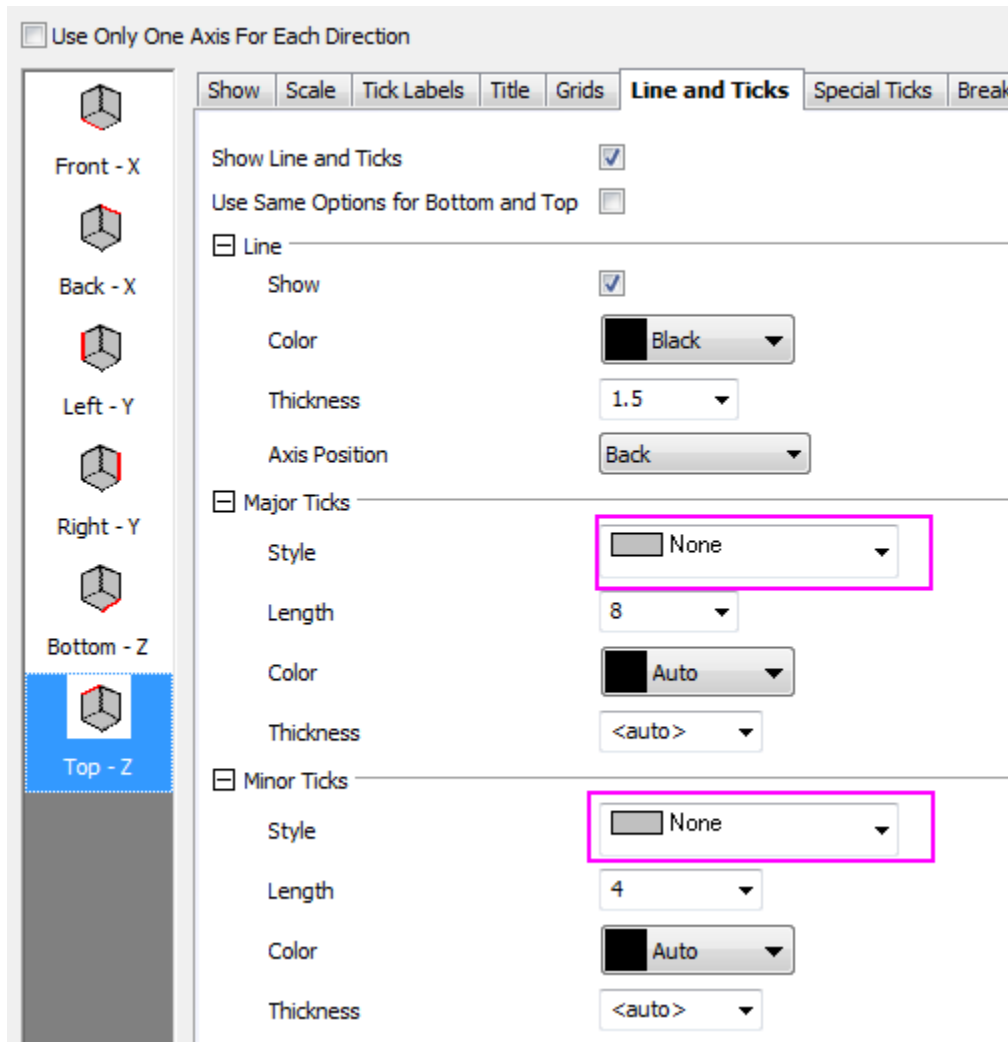 Use Only One Axis For Each Direction
Front - X
Back - X
Left - Y
Right - Y
Bottom - Z
Top - Z
Show Scale Tick Labels Title Grids Line and Ticks Special Ticks Break
Show Line and Ticks
Use Same Options for Bottom and Top
Line
Show
Color Black
Thickness 1.5
Axis Position Back
Major Ticks
Style None
Length 8
Color Auto
Thickness <auto>
Minor Ticks
Style None
Length 4
Color Auto
Thickness <auto>